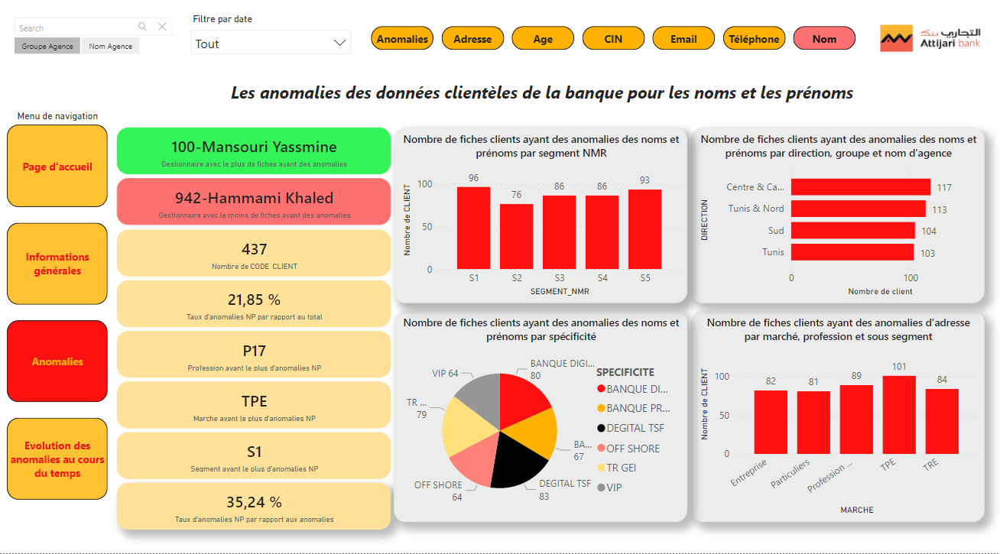 Search
Groupe Agence
Nom Agence
Filtre par date
Tout
Anomalies
Adresse
Age
CIN
Email
Téléphone
Nom
التجاري بنك
Attijari bank
Les anomalies des données clientèles de la banque pour les noms et les prénoms
Menu de navigation
Page d'accueil
Informations
générales
Anomalies
Evolution des
anomalies au cours
du temps
100-Mansouri Yassmine
Gestionnaire avec le plus de fiches ayant des anomalies
942-Hammami Khaled
Gestionnaire avec le moins de fiches ayant des anomalies
437
Nombre de CODE CLIENT
21,85 %
Taux d'anomalies NP par rapport au total
P17
Profession ayant le plus d'anomalies NP
TPE
Marche ayant le plus d'anomalies NP
S1
Segment ayant le plus d'anomalies NP
35,24 %
Taux d'anomalies NP par rapport aux anomalies
Nombre de fiches clients ayant des anomalies des noms et
prénoms par segment NMR
Nombre de CLIENT
100
50
0
96
76
86
86
93
S1
S2
S3
S4
S5
SEGMENT_NMR
Nombre de fiches clients ayant des anomalies des noms et
prénoms par direction, groupe et nom d'agence
DIRECTION
Centre & Ca...
117
Tunis & Nord
113
Sud
104
Tunis
103
0
100
Nombre de client
Nombre de fiches clients ayant des anomalies des noms et
prénoms par spécificité
BANQUE DIGI...
80
BA...
67
DEGITAL TSF
83
OFF SHORE
64
TR ...
79
VIP 64
SPECIFICITE
BANQUE DI...
BANQUE PR...
DEGITAL TSF
OFF SHORE
TR GEI
VIP
Nombre de fiches clients ayant des anomalies d'adresse
par marché, profession et sous segment
Nombre de CLIENT
100
50
0
82
81
89
101
84
Entreprise
Particuliers
Profession ...
TPE
TRE
MARCHE